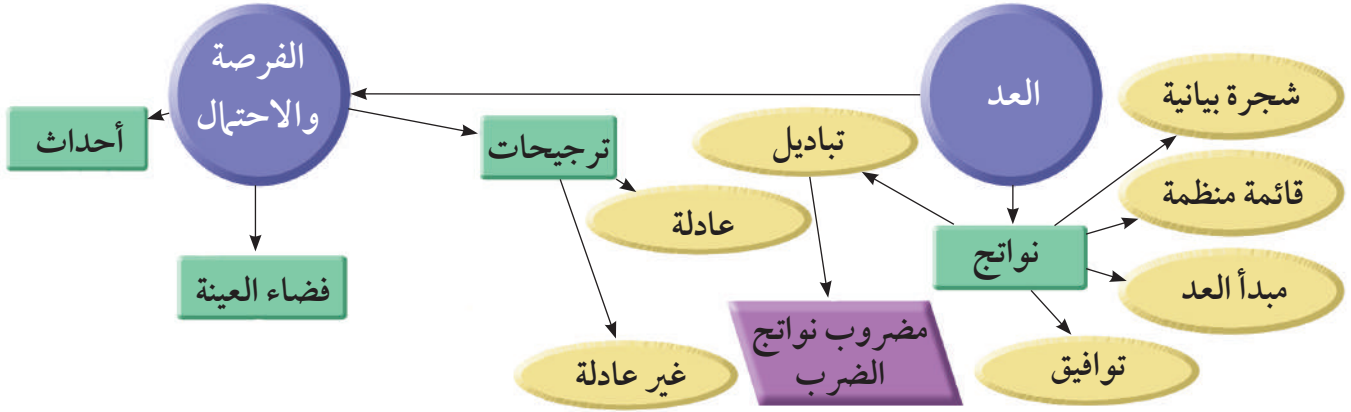 العد
الفرصة
والاحتمال
شجرة بيانية
قائمة منظمة
مبدأ العد
توافيق
نواتج
تباديل
مضروب نواتج
الضرب
ترجيحات
عادلة
غير عادلة
أحداث
فضاء العينة